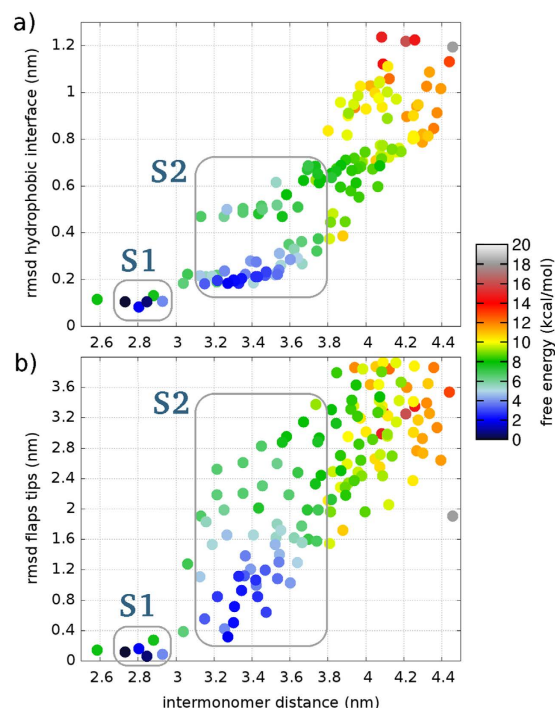 a)
rmsd hydrophobic interface (nm)
1.2
1
0.8
0.6
0.4
0.2
0
S2
S1
2.6 2.8 3 3.2 3.4 3.6 3.8 4 4.2 4.4
b)
rmsd flaps tips (nm)
3.6
3.2
2.8
2.4
2
1.6
1.2
0.8
0.4
0
S2
S1
2.6 2.8 3 3.2 3.4 3.6 3.8 4 4.2 4.4
intermonomer distance (nm)
20
18
16
14
12
10
8
6
4
2
0
free energy (kcal/mol)